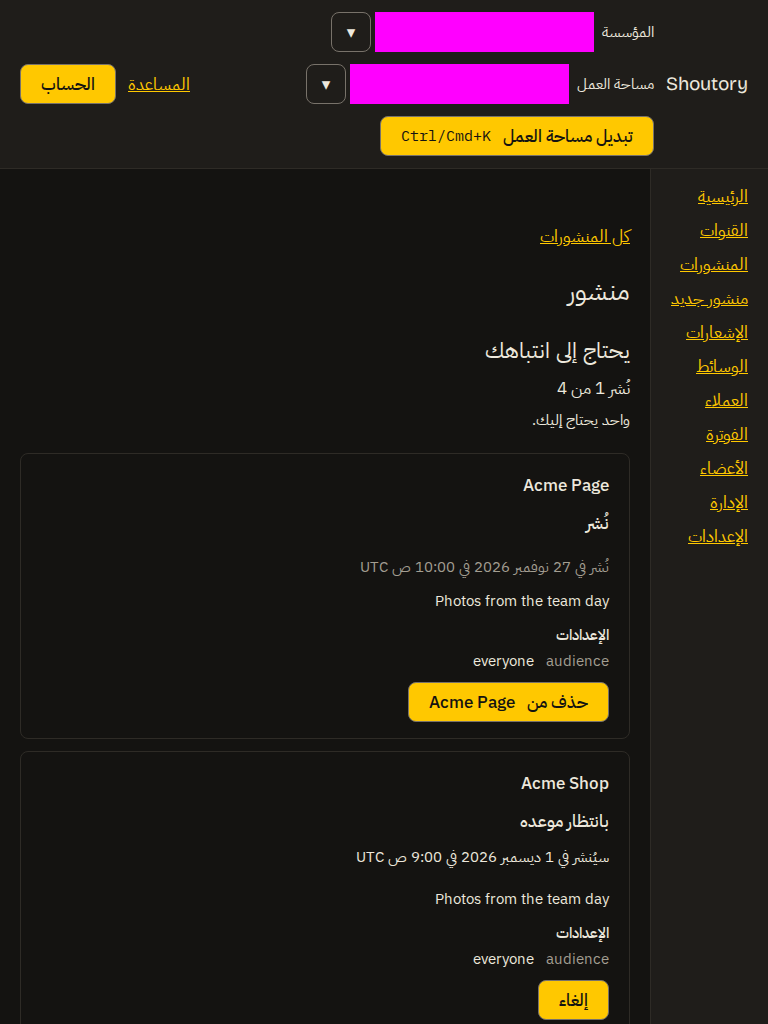 المؤسسة ▼
Shoutory
مساحة العمل ▼
المساعدة
الحساب
تبديل مساحة العمل Ctrl/Cmd+K
الرئيسية
القنوات
المنشورات
منشور جديد
الإشعارات
الوسائط
العملاء
الفوترة
الأعضاء
الإدارة
الإعدادات
كل المنشورات
منشور
يحتاج إلى انتباهك
نُشر 1 من 4
واحد يحتاج إليك.
Acme Page
نُشر
نُشر في 27 نوفمبر 2026 في 10:00 ص UTC
Photos from the team day
الإعدادات
audience everyone
حذف من Acme Page
Acme Shop
بانتظار موعده
سيُنشر في 1 ديسمبر 2026 في 9:00 ص UTC
Photos from the team day
الإعدادات
audience everyone
إلغاء